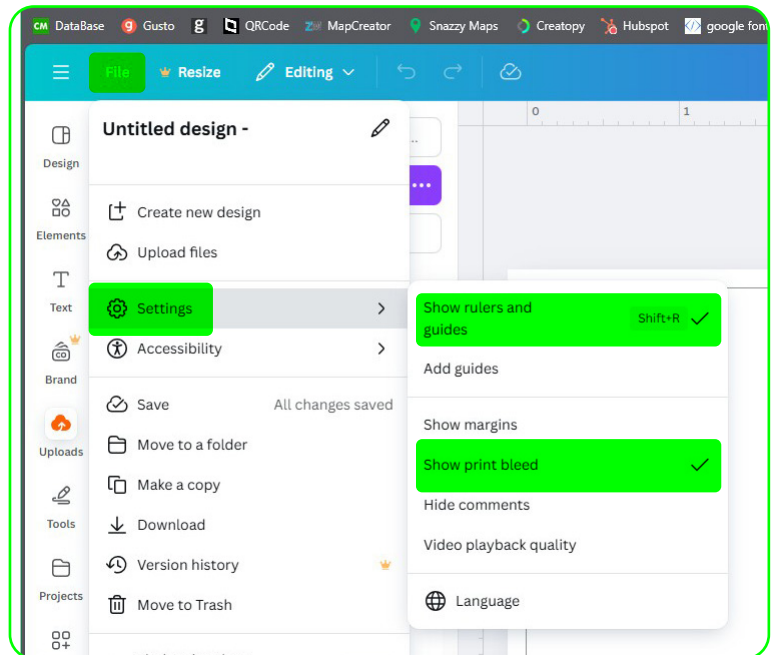 CM DataBase Gusto g QRCode MapCreator Snazzy Maps Creatopy Hubspot google fon
File Resize Editing
0 1
Untitled design -
Design
Create new design
Elements
Upload files
Text
Settings
Show rulers and guides Shift+R
Accessibility
Add guides
Brand
Save All changes saved
Show margins
Uploads
Move to a folder
Show print bleed
Make a copy
Hide comments
Tools
Download
Video playback quality
Version history
Projects
Move to Trash
Language